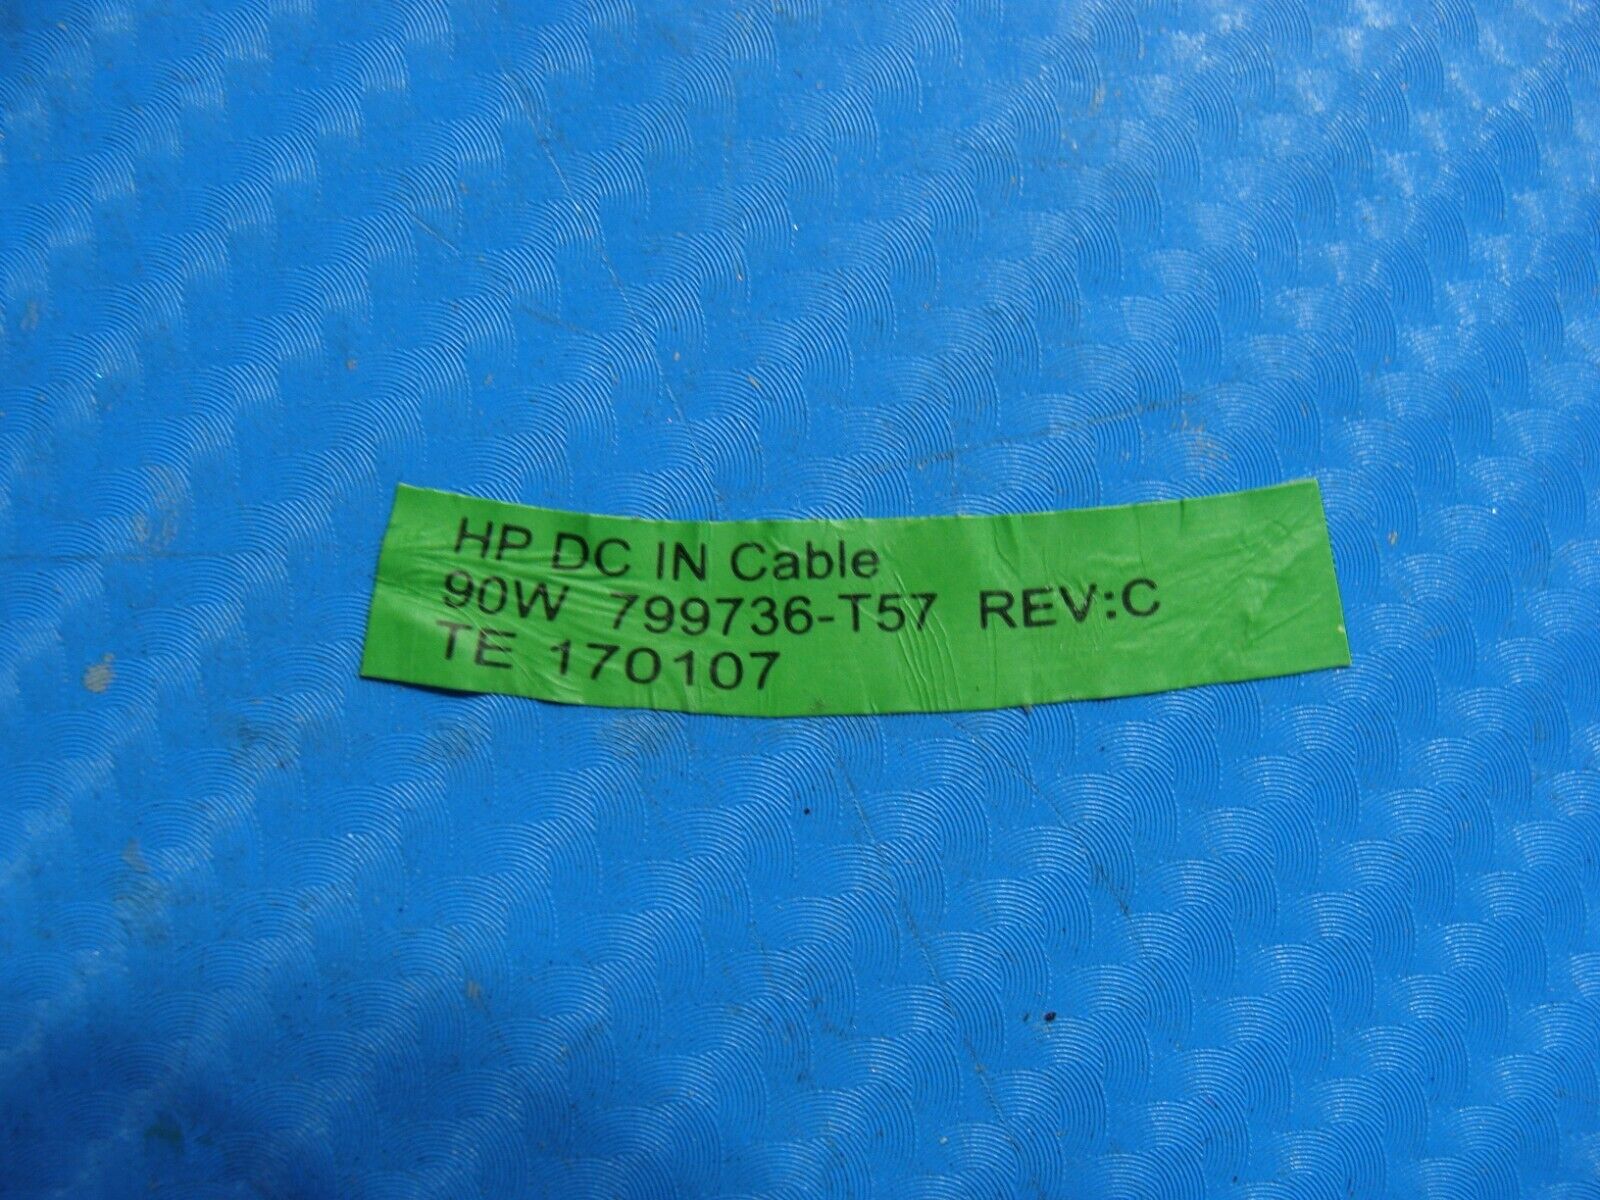 HP DC IN Cable
90W 799736-T57 REV:C
TE 170107